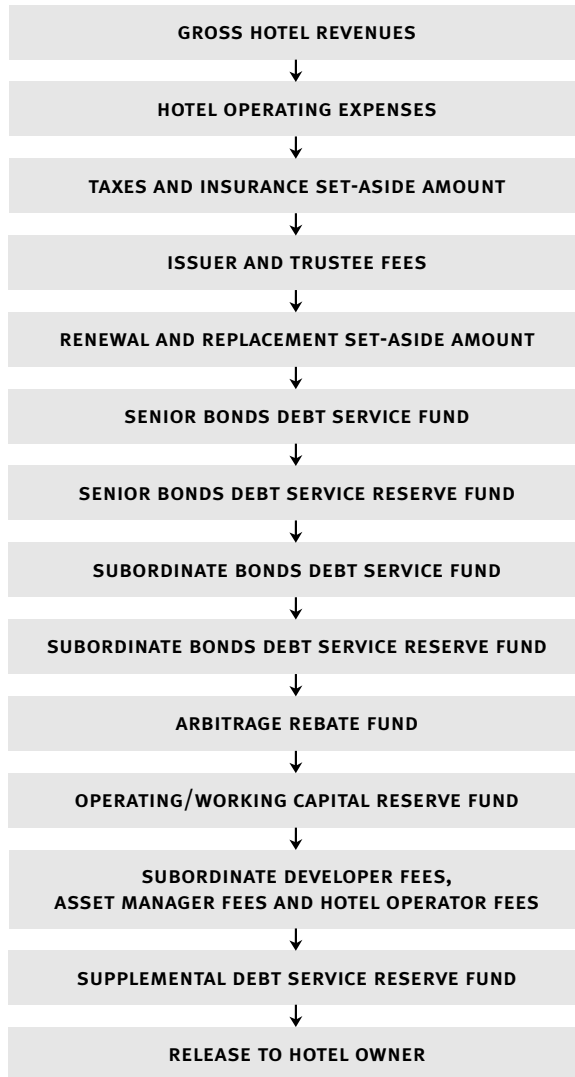 GROSS HOTEL REVENUES
HOTEL OPERATING EXPENSES
TAXES AND INSURANCE SET-ASIDE AMOUNT
ISSUER AND TRUSTEE FEES
RENEWAL AND REPLACEMENT SET-ASIDE AMOUNT
SENIOR BONDS DEBT SERVICE FUND
SENIOR BONDS DEBT SERVICE RESERVE FUND
SUBORDINATE BONDS DEBT SERVICE FUND
SUBORDINATE BONDS DEBT SERVICE RESERVE FUND
ARBITRAGE REBATE FUND
OPERATING/WORKING CAPITAL RESERVE FUND
SUBORDINATE DEVELOPER FEES,
ASSET MANAGER FEES AND HOTEL OPERATOR FEES
SUPPLEMENTAL DEBT SERVICE RESERVE FUND
RELEASE TO HOTEL OWNER